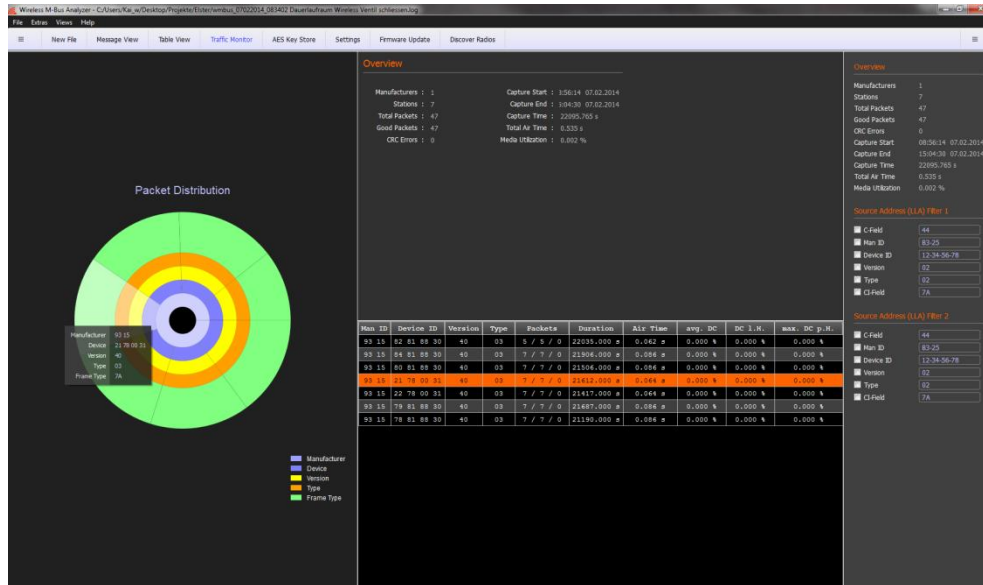 Wireless M-Bus Analyzer - C:/Users/Kai_w/Desktop/Projekte/Elster/wmbus_07022014_083402 Dauerlaufraum Wireless Ventil schliessen.log
File Extras Views Help
New File Message View Table View Traffic Monitor AES Key Store Settings Firmware Update Discover Radios
Packet Distribution
Manufacturer 93 15
Device 21 78 00 31
Version 40
Type 03
Frame Type 7A
Manufacturer
Device
Version
Type
Frame Type
Overview
Manufacturers : 1 Capture Start : 3:56:14 07.02.2014
Stations : 7 Capture End : 3:04:30 07.02.2014
Total Packets : 47 Capture Time : 22095.765 s
Good Packets : 47 Total Air Time : 0.535 s
CRC Errors : 0 Media Utilization : 0.002 %
Man ID Device ID Version Type Packets Duration Air Time avg. DC DC l.H. max. DC p.H.
93 15 82 81 88 30 40 03 5 / 5 / 0 22035.000 s 0.062 s 0.000 % 0.000 % 0.000 %
93 15 84 81 88 30 40 03 7 / 7 / 0 21906.000 s 0.086 s 0.000 % 0.000 % 0.000 %
93 15 80 81 88 30 40 03 7 / 7 / 0 21506.000 s 0.086 s 0.000 % 0.000 % 0.000 %
93 15 21 78 00 31 40 03 7 / 7 / 0 21612.000 s 0.064 s 0.000 % 0.000 % 0.000 %
93 15 22 78 00 31 40 03 7 / 7 / 0 21417.000 s 0.064 s 0.000 % 0.000 % 0.000 %
93 15 79 81 88 30 40 03 7 / 7 / 0 21687.000 s 0.086 s 0.000 % 0.000 % 0.000 %
93 15 78 81 88 30 40 03 7 / 7 / 0 21190.000 s 0.086 s 0.000 % 0.000 % 0.000 %
Overview
Manufacturers 1
Stations 7
Total Packets 47
Good Packets 47
CRC Errors 0
Capture Start 08:56:14 07.02.2014
Capture End 15:04:30 07.02.2014
Capture Time 22095.765 s
Total Air Time 0.535 s
Media Utilization 0.002 %
Source Address (LLA) Filter 1
C-Field 44
Man ID 83-25
Device ID 12-34-56-78
Version 02
Type 02
CI-Field 7A
Source Address (LLA) Filter 2
C-Field 44
Man ID 83-25
Device ID 12-34-56-78
Version 02
Type 02
CI-Field 7A